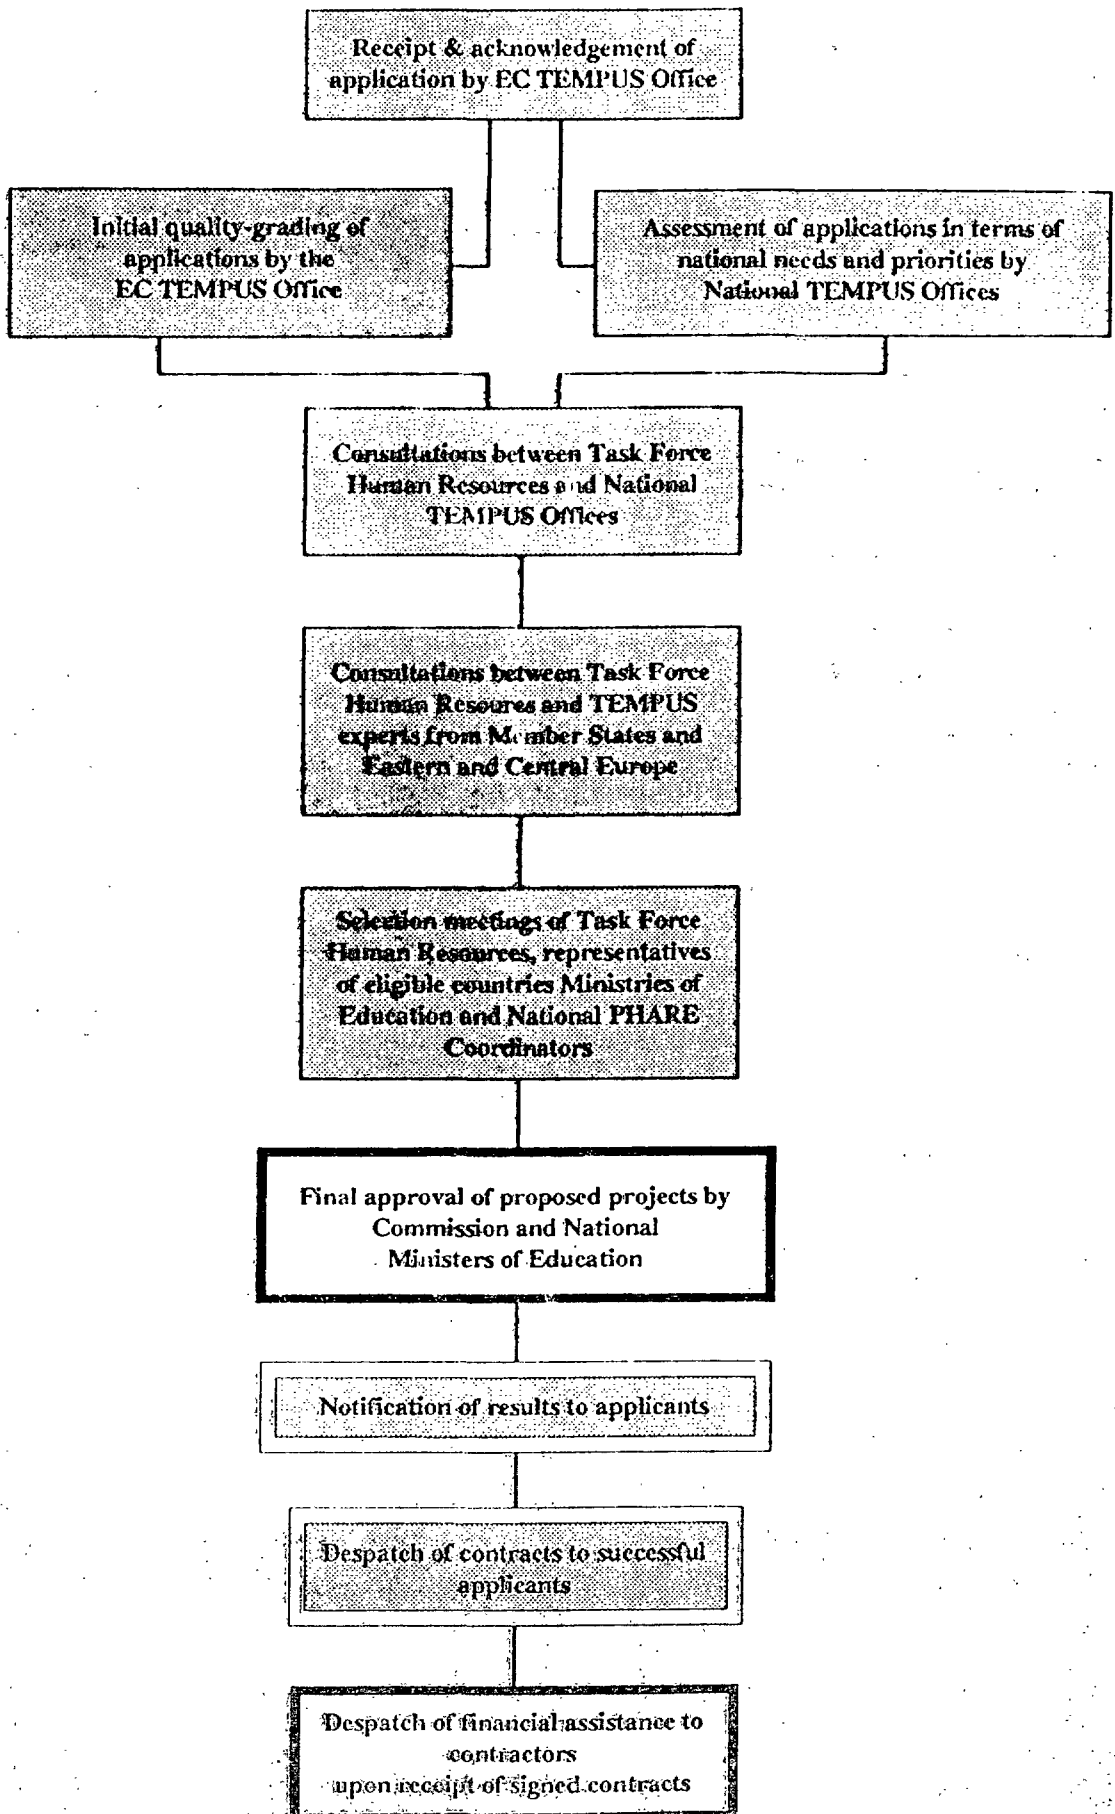 Receipt & acknowledgement of
application by EC TEMPUS Office
Initial quality-grading of
applications by the
EC TEMPUS Office
Assessment of applications in terms of
national needs and priorities by
National TEMPUS Offices
Consultations between Task Force
Human Resources and National
TEMPUS Offices
Consultations between Task Force
Human Resoures and TEMPUS
experts from Member States and
Eastern and Central Europe
Selection meetings of Task Force
Human Resources, representatives
of eligible countries Ministries of
Education and National PHARE
Coordinators
Final approval of proposed projects by
Commission and National
Ministers of Education
Notification of results to applicants
Despatch of contracts to successful
applicants
Despatch of financial assistance to
contractors
upon receipt of signed contracts